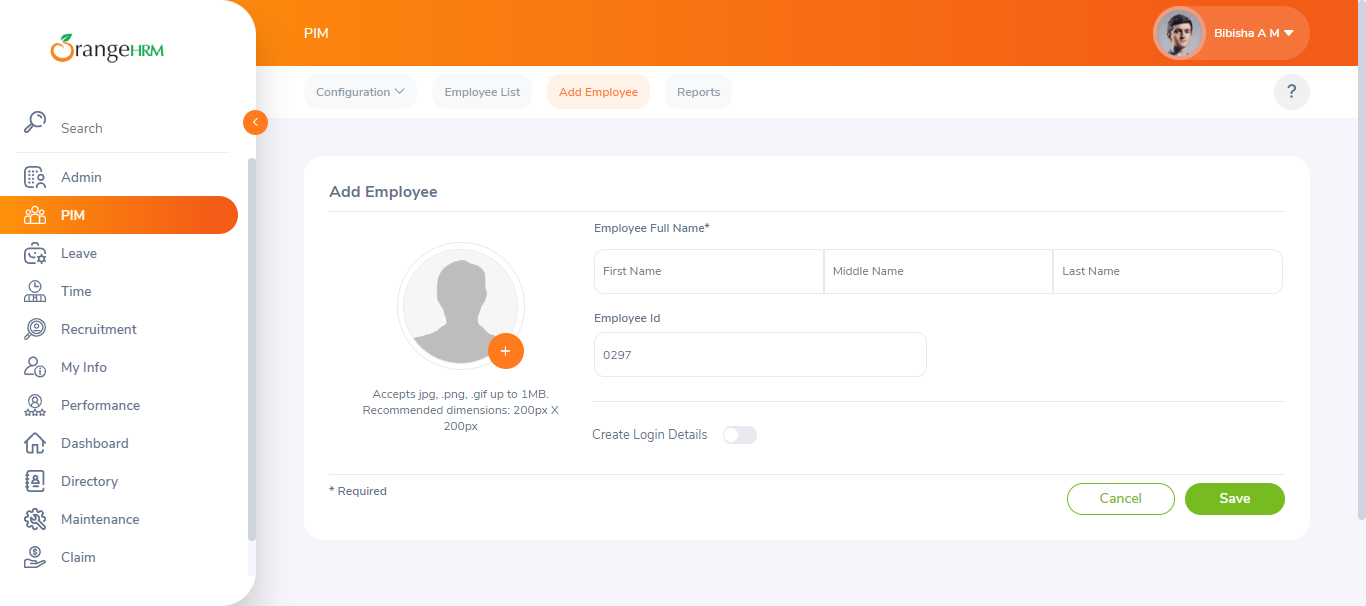 OrangeHRM
PIM
Bibisha A M
Configuration
Employee List
Add Employee
Reports
?
Search
Admin
PIM
Leave
Time
Recruitment
My Info
Performance
Dashboard
Directory
Maintenance
Claim
Add Employee
Accepts jpg, .png, .gif up to 1MB.
Recommended dimensions: 200px X
200px
Employee Full Name*
First Name
Middle Name
Last Name
Employee Id
0297
Create Login Details
* Required
Cancel
Save